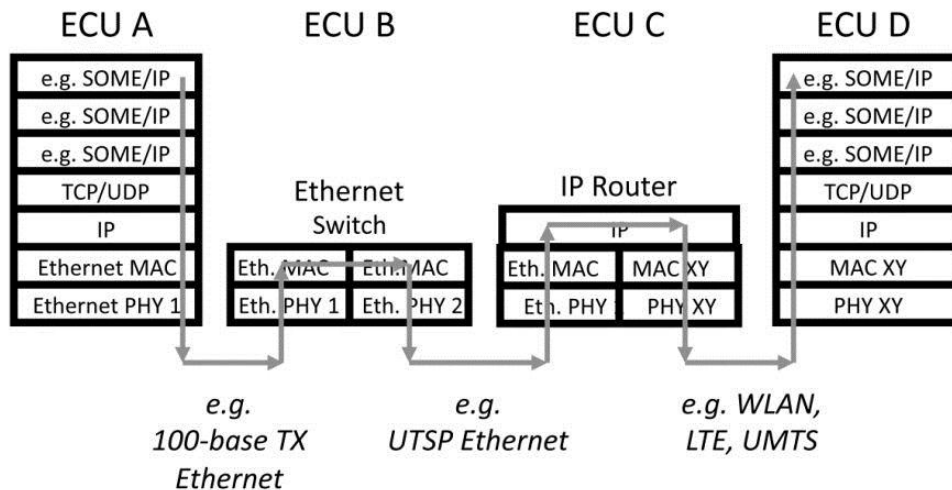 ECU A
ECU B
ECU C
ECU D
e.g. SOME/IP
e.g. SOME/IP
e.g. SOME/IP
TCP/UDP
IP
Ethernet MAC
Ethernet PHY 1
Ethernet
Switch
Eth. MAC
Eth.MAC
Eth. PHY 1
Eth. PHY 2
IP Router
IP
Eth. MAC
MAC XY
Eth. PHY
PHY XY
e.g. SOME/IP
e.g. SOME/IP
e.g. SOME/IP
TCP/UDP
IP
MAC XY
PHY XY
e.g.
100-base TX
Ethernet
e.g.
UTSP Ethernet
e.g. WLAN,
LTE, UMTS